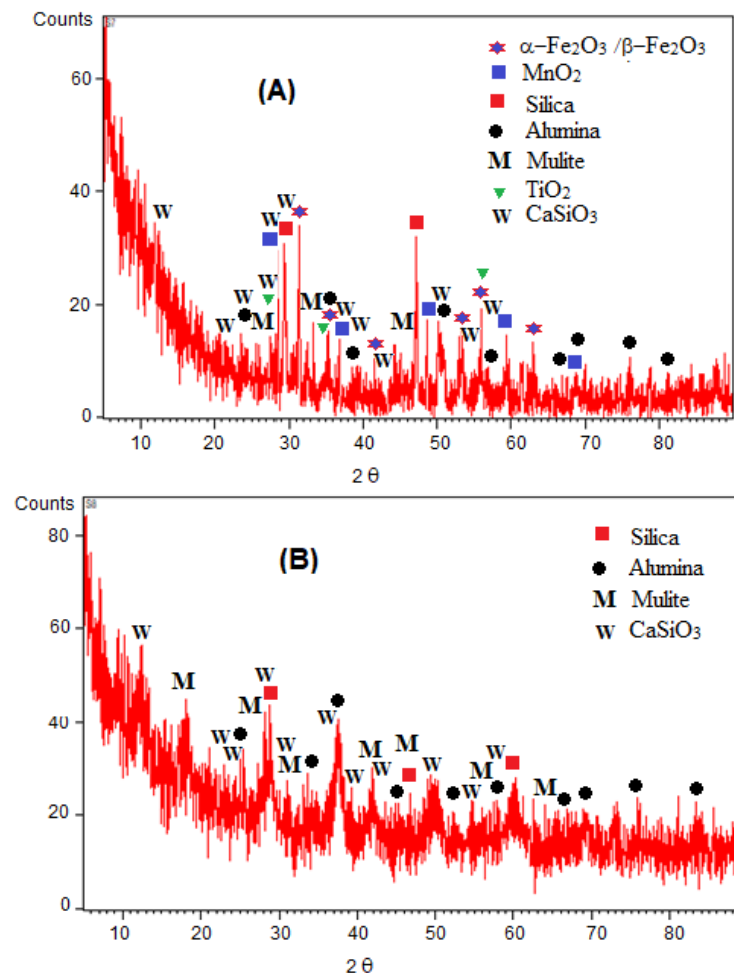 Counts
S7
60
40
20
0
(A)
α–Fe2O3 /β–Fe2O3
MnO2
Silica
Alumina
M Mulite
TiO2
W CaSiO3
W W W W W W M W W M W W M W W W
10 20 30 40 50 60 70 80
2 θ
Counts
S8
80
60
40
20
0
(B)
Silica
Alumina
M Mulite
W CaSiO3
W M W W M W W M W M W M W W M W M
10 20 30 40 50 60 70 80
2 θ